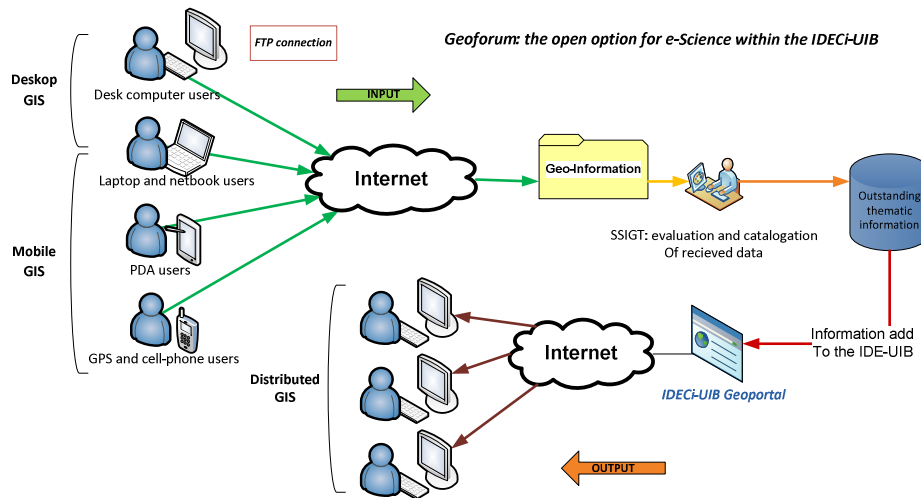 Geoforum: the open option for e-Science within the IDECi-UIB
FTP connection
Deskop
GIS
Desk computer users
INPUT
Laptop and netbook users
Internet
Geo-Information
Outstanding
thematic
information
SSIGT: evaluation and catalogation
Of recieved data
Mobile
GIS
PDA users
GPS and cell-phone users
Information add
To the IDE-UIB
Internet
IDECi-UIB Geoportal
Distributed
GIS
OUTPUT